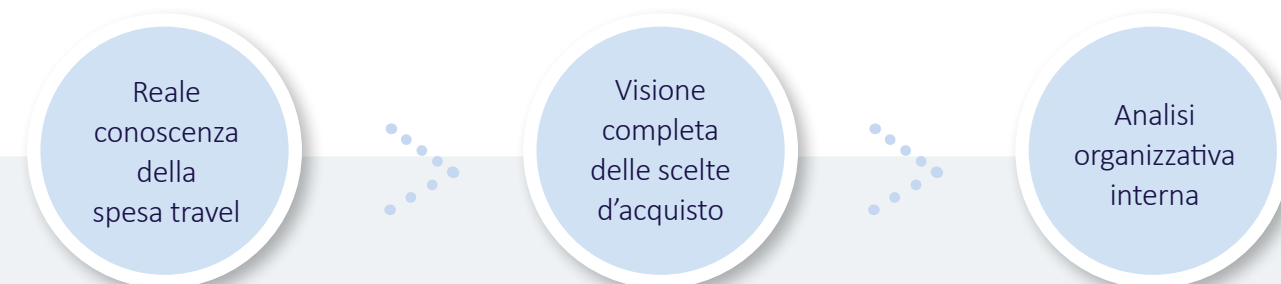 Reale
conoscenza
della
spesa travel
Visione
completa
delle scelte
d’acquisto
Analisi
organizzativa
interna